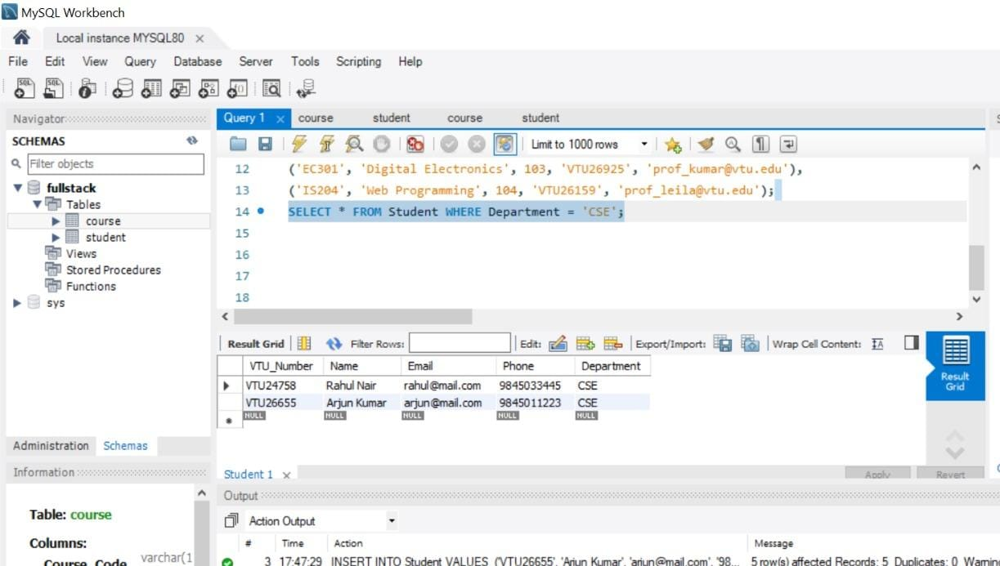 MySQL Workbench
Local instance MYSQL80
File Edit View Query Database Server Tools Scripting Help
Navigator
SCHEMAS
Filter objects
fullstack
Tables
course
student
Views
Stored Procedures
Functions
sys
Administration Schemas
Information
Table: course
Columns:
Course_Code varchar(1
Query 1 course student course student
Limit to 1000 rows
12 ('EC301', 'Digital Electronics', 103, 'VTU26925', 'prof_kumar@vtu.edu'),
13 ('IS204', 'Web Programming', 104, 'VTU26159', 'prof_leila@vtu.edu');
14 SELECT * FROM Student WHERE Department = 'CSE';
15
16
17
18
Result Grid Filter Rows: Edit: Export/Import: Wrap Cell Content:
VTU_Number Name Email Phone Department
VTU24758 Rahul Nair rahul@mail.com 9845033445 CSE
VTU26655 Arjun Kumar arjun@mail.com 9845011223 CSE
NULL NULL NULL NULL NULL
Result Grid
Student 1 Apply Revert
Output
Action Output
# Time Action Message
3 17:47:29 INSERT INTO Student VALUES ('VTU26655', 'Arjun Kumar', 'arjun@mail.com', '98... 5 row(s) affected Records: 5 Duplicates: 0 Warnin